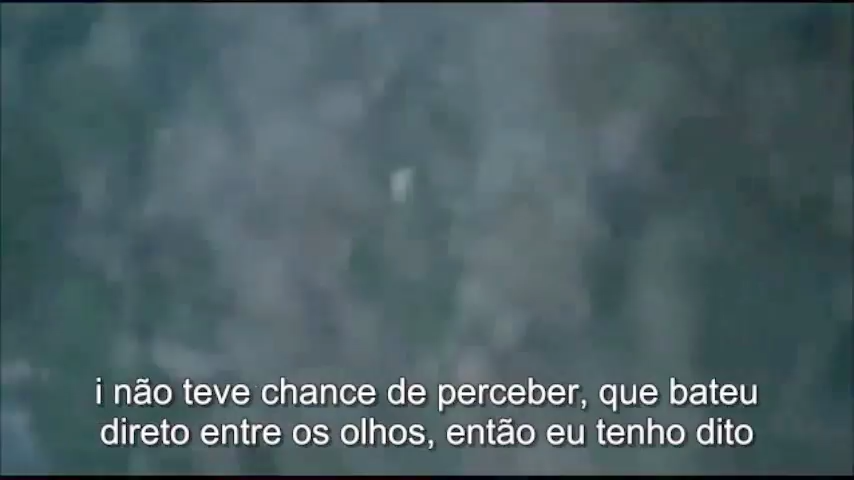 i não teve chance de perceber, que bateu
direto entre os olhos, então eu tenho dito